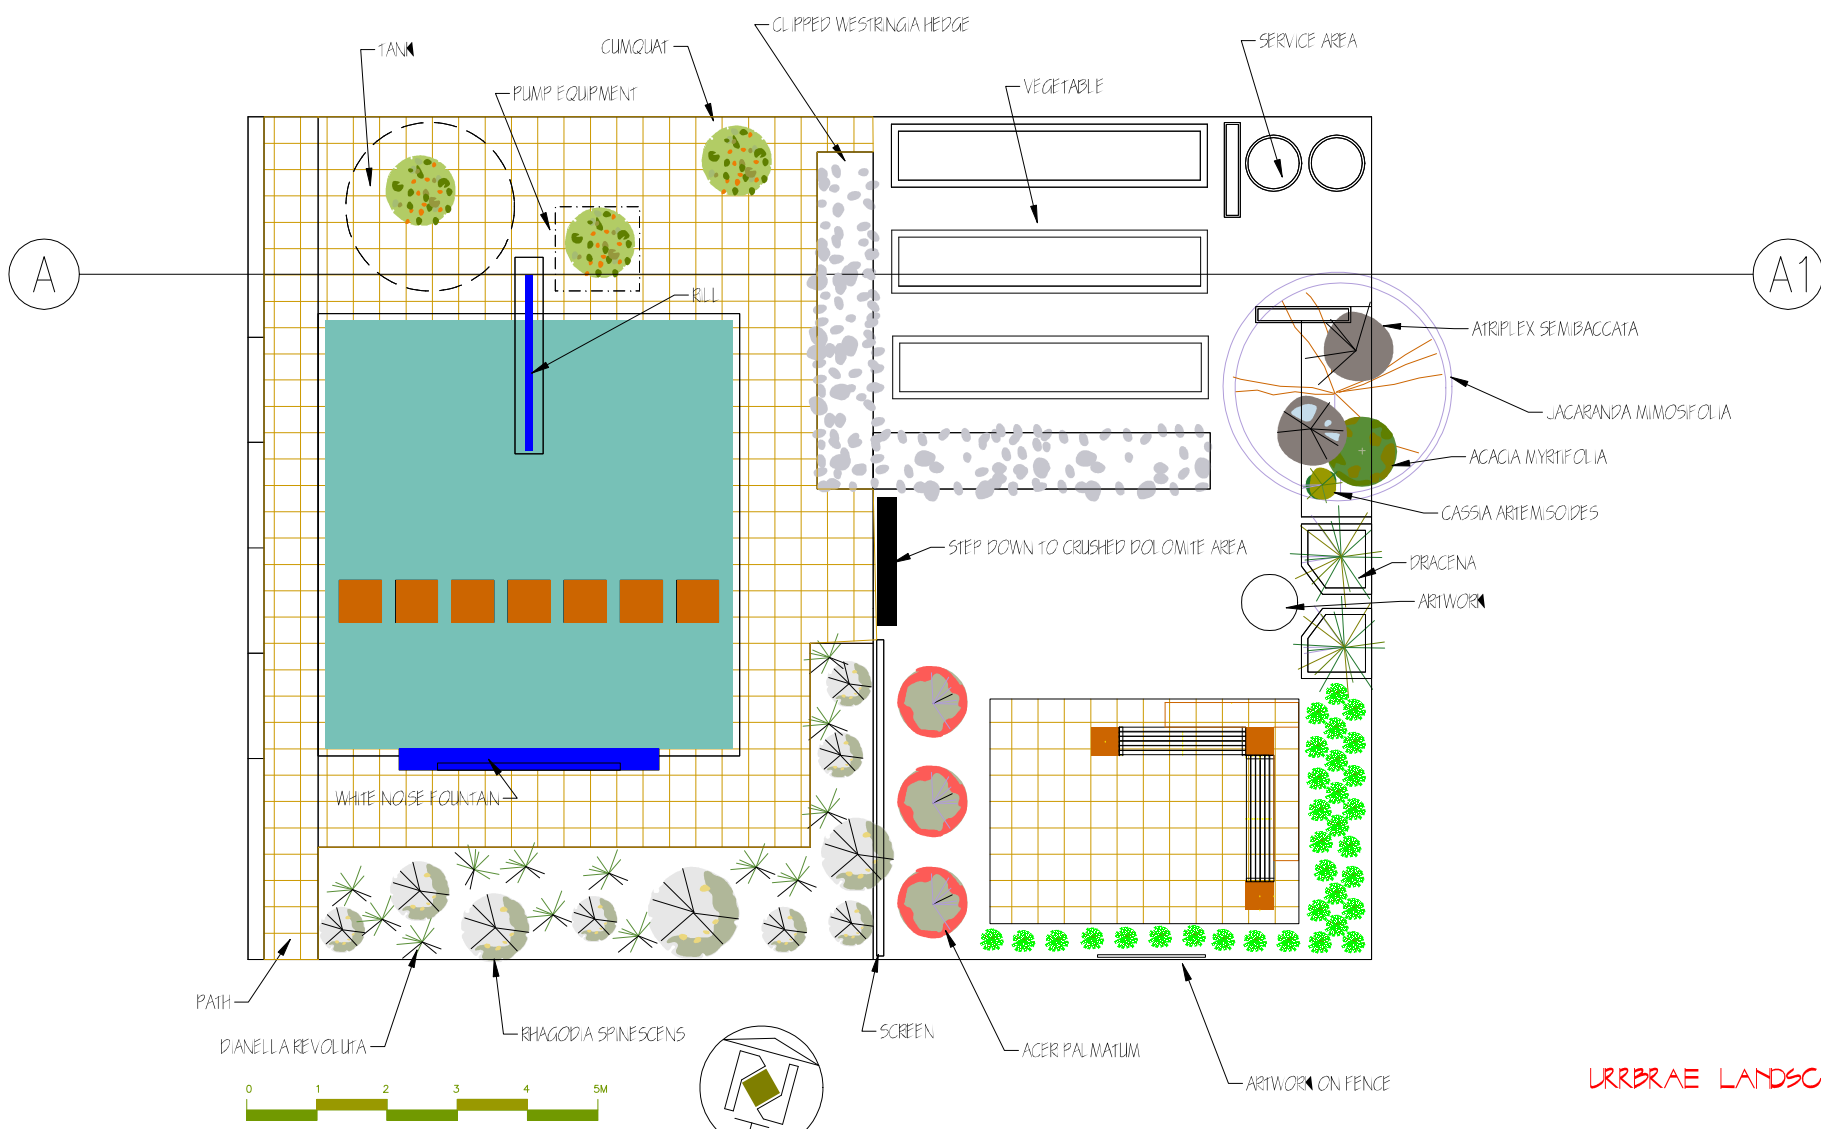 CLIPPED WESTRINGIA HEDGE
TANK
CUMQUAT
SERVICE AREA
PUMP EQUIPMENT
VEGETABLE
A
A1
RILL
ATRIPLEX SEMIBACCATA
JACARANDA MIMOSIFOLIA
ACACIA MYRTIFOLIA
CASSIA ARTEMISOIDES
STEP DOWN TO CRUSHED DOLOMITE AREA
DRACENA
ARTWORK
WHITE NOISE FOUNTAIN
PATH
DIANELLA REVOLUTA
RHAGODIA SPINESCENS
SCREEN
ACER PALMATUM
ARTWORK ON FENCE
URRBRAE LANDSC
0 1 2 3 4 5M